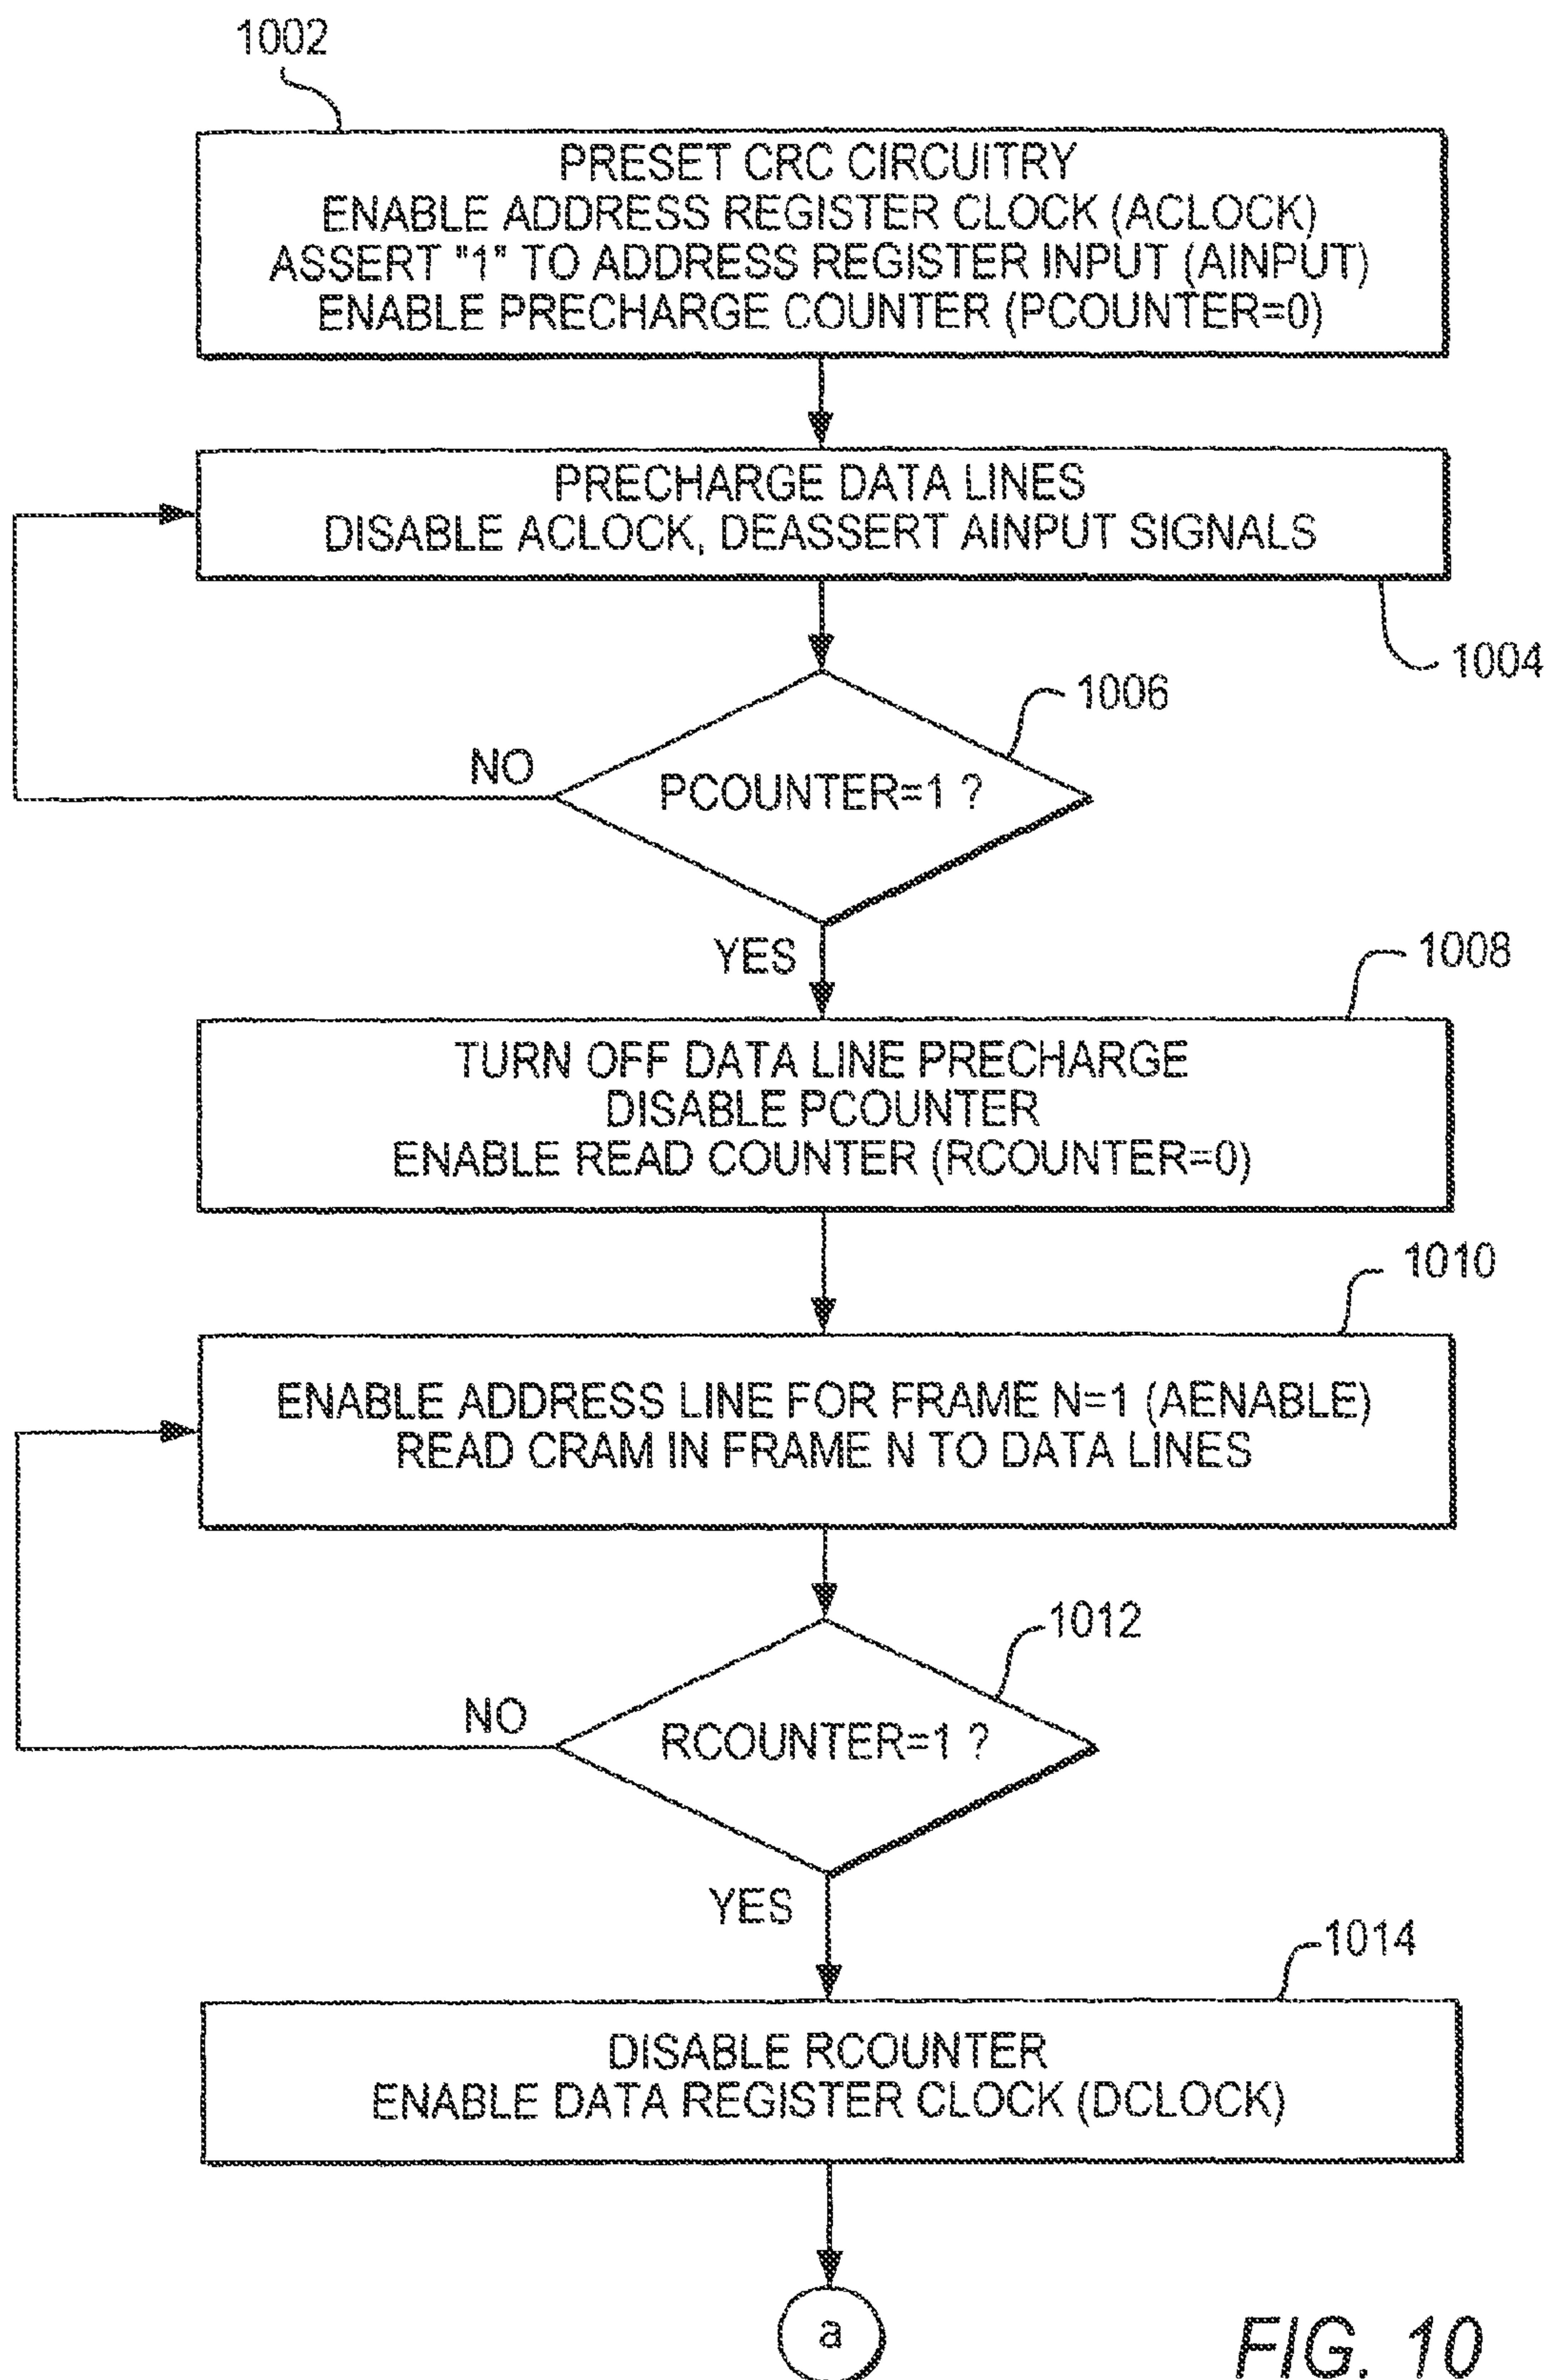 1002
PRESET CRC CIRCUITRY
ENABLE ADDRESS REGISTER CLOCK (ACLOCK)
ASSERT "1" TO ADDRESS REGISTER INPUT (AINPUT)
ENABLE PRECHARGE COUNTER (PCOUNTER=0)
PRECHARGE DATA LINES
DISABLE ACLOCK, DEASSERT AINPUT SIGNALS
1004
1006
NO
PCOUNTER=1 ?
YES
1008
TURN OFF DATA LINE PRECHARGE
DISABLE PCOUNTER
ENABLE READ COUNTER (RCOUNTER=0)
1010
ENABLE ADDRESS LINE FOR FRAME N=1 (AENABLE)
READ CRAM IN FRAME N TO DATA LINES
1012
NO
RCOUNTER=1 ?
YES
1014
DISABLE RCOUNTER
ENABLE DATA REGISTER CLOCK (DCLOCK)
a
FIG. 10